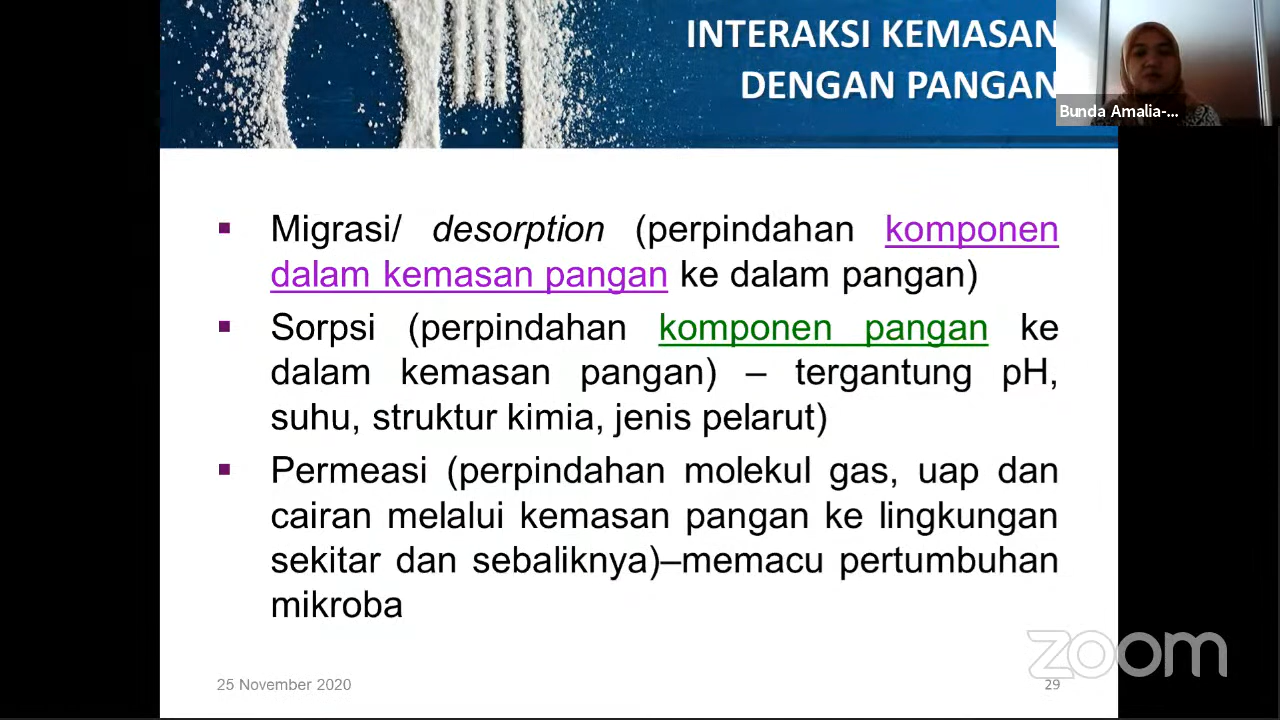 INTERAKSI KEMASAN
DENGAN PANGAN
Bunda Amalia-...
▪ Migrasi/ desorption (perpindahan komponen
dalam kemasan pangan ke dalam pangan)
▪ Sorpsi (perpindahan komponen pangan ke
dalam kemasan pangan) – tergantung pH,
suhu, struktur kimia, jenis pelarut)
▪ Permeasi (perpindahan molekul gas, uap dan
cairan melalui kemasan pangan ke lingkungan
sekitar dan sebaliknya)–memacu pertumbuhan
mikroba
zoom
25 November 2020
29